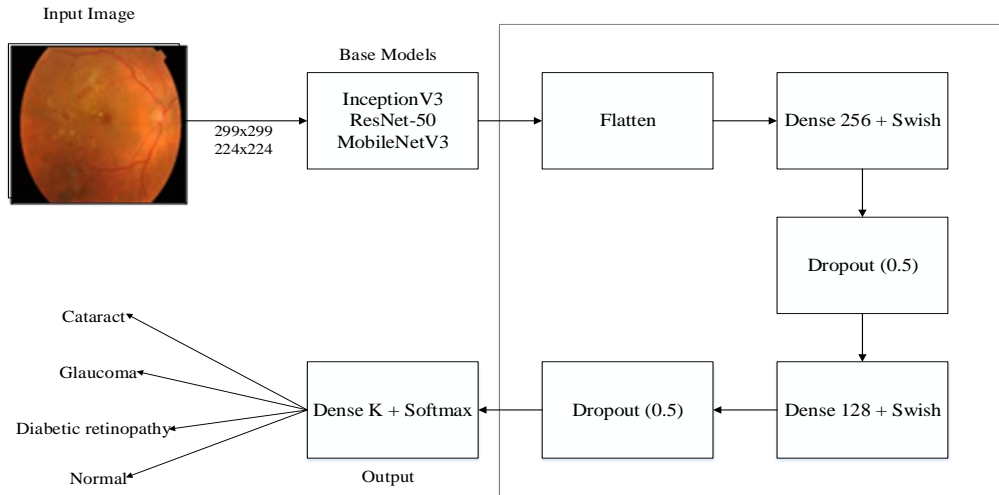 Input Image
299x299
224x224
Base Models
InceptionV3
ResNet-50
MobileNetV3
Flatten
Dense 256 + Swish
Dropout (0.5)
Dense 128 + Swish
Dropout (0.5)
Dense K + Softmax
Output
Cataract
Glaucoma
Diabetic retinopathy
Normal